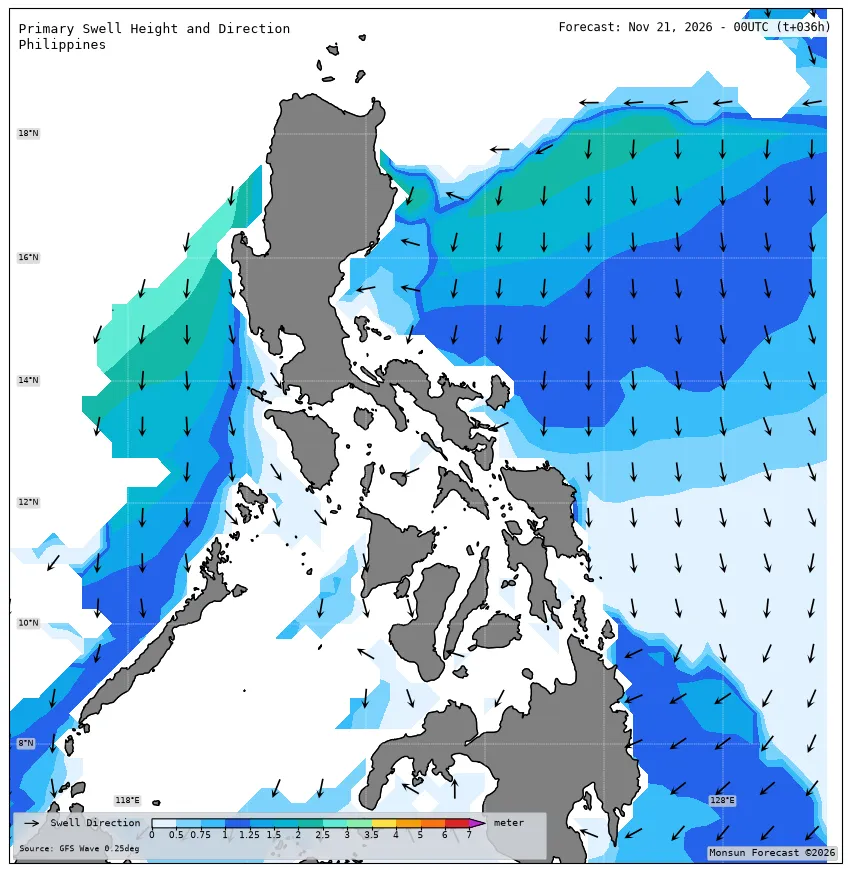 Primary Swell Height and Direction
Philippines
Forecast: Nov 21, 2026 - 00UTC (t+036h)
18°N
16°N
14°N
12°N
10°N
8°N
118°E
128°E
Swell Direction
meter
0 0.5 0.75 1 1.25 1.5 2 2.5 3 3.5 4 5 6 7
Source: GFS Wave 0.25deg
Monsun Forecast ©2026